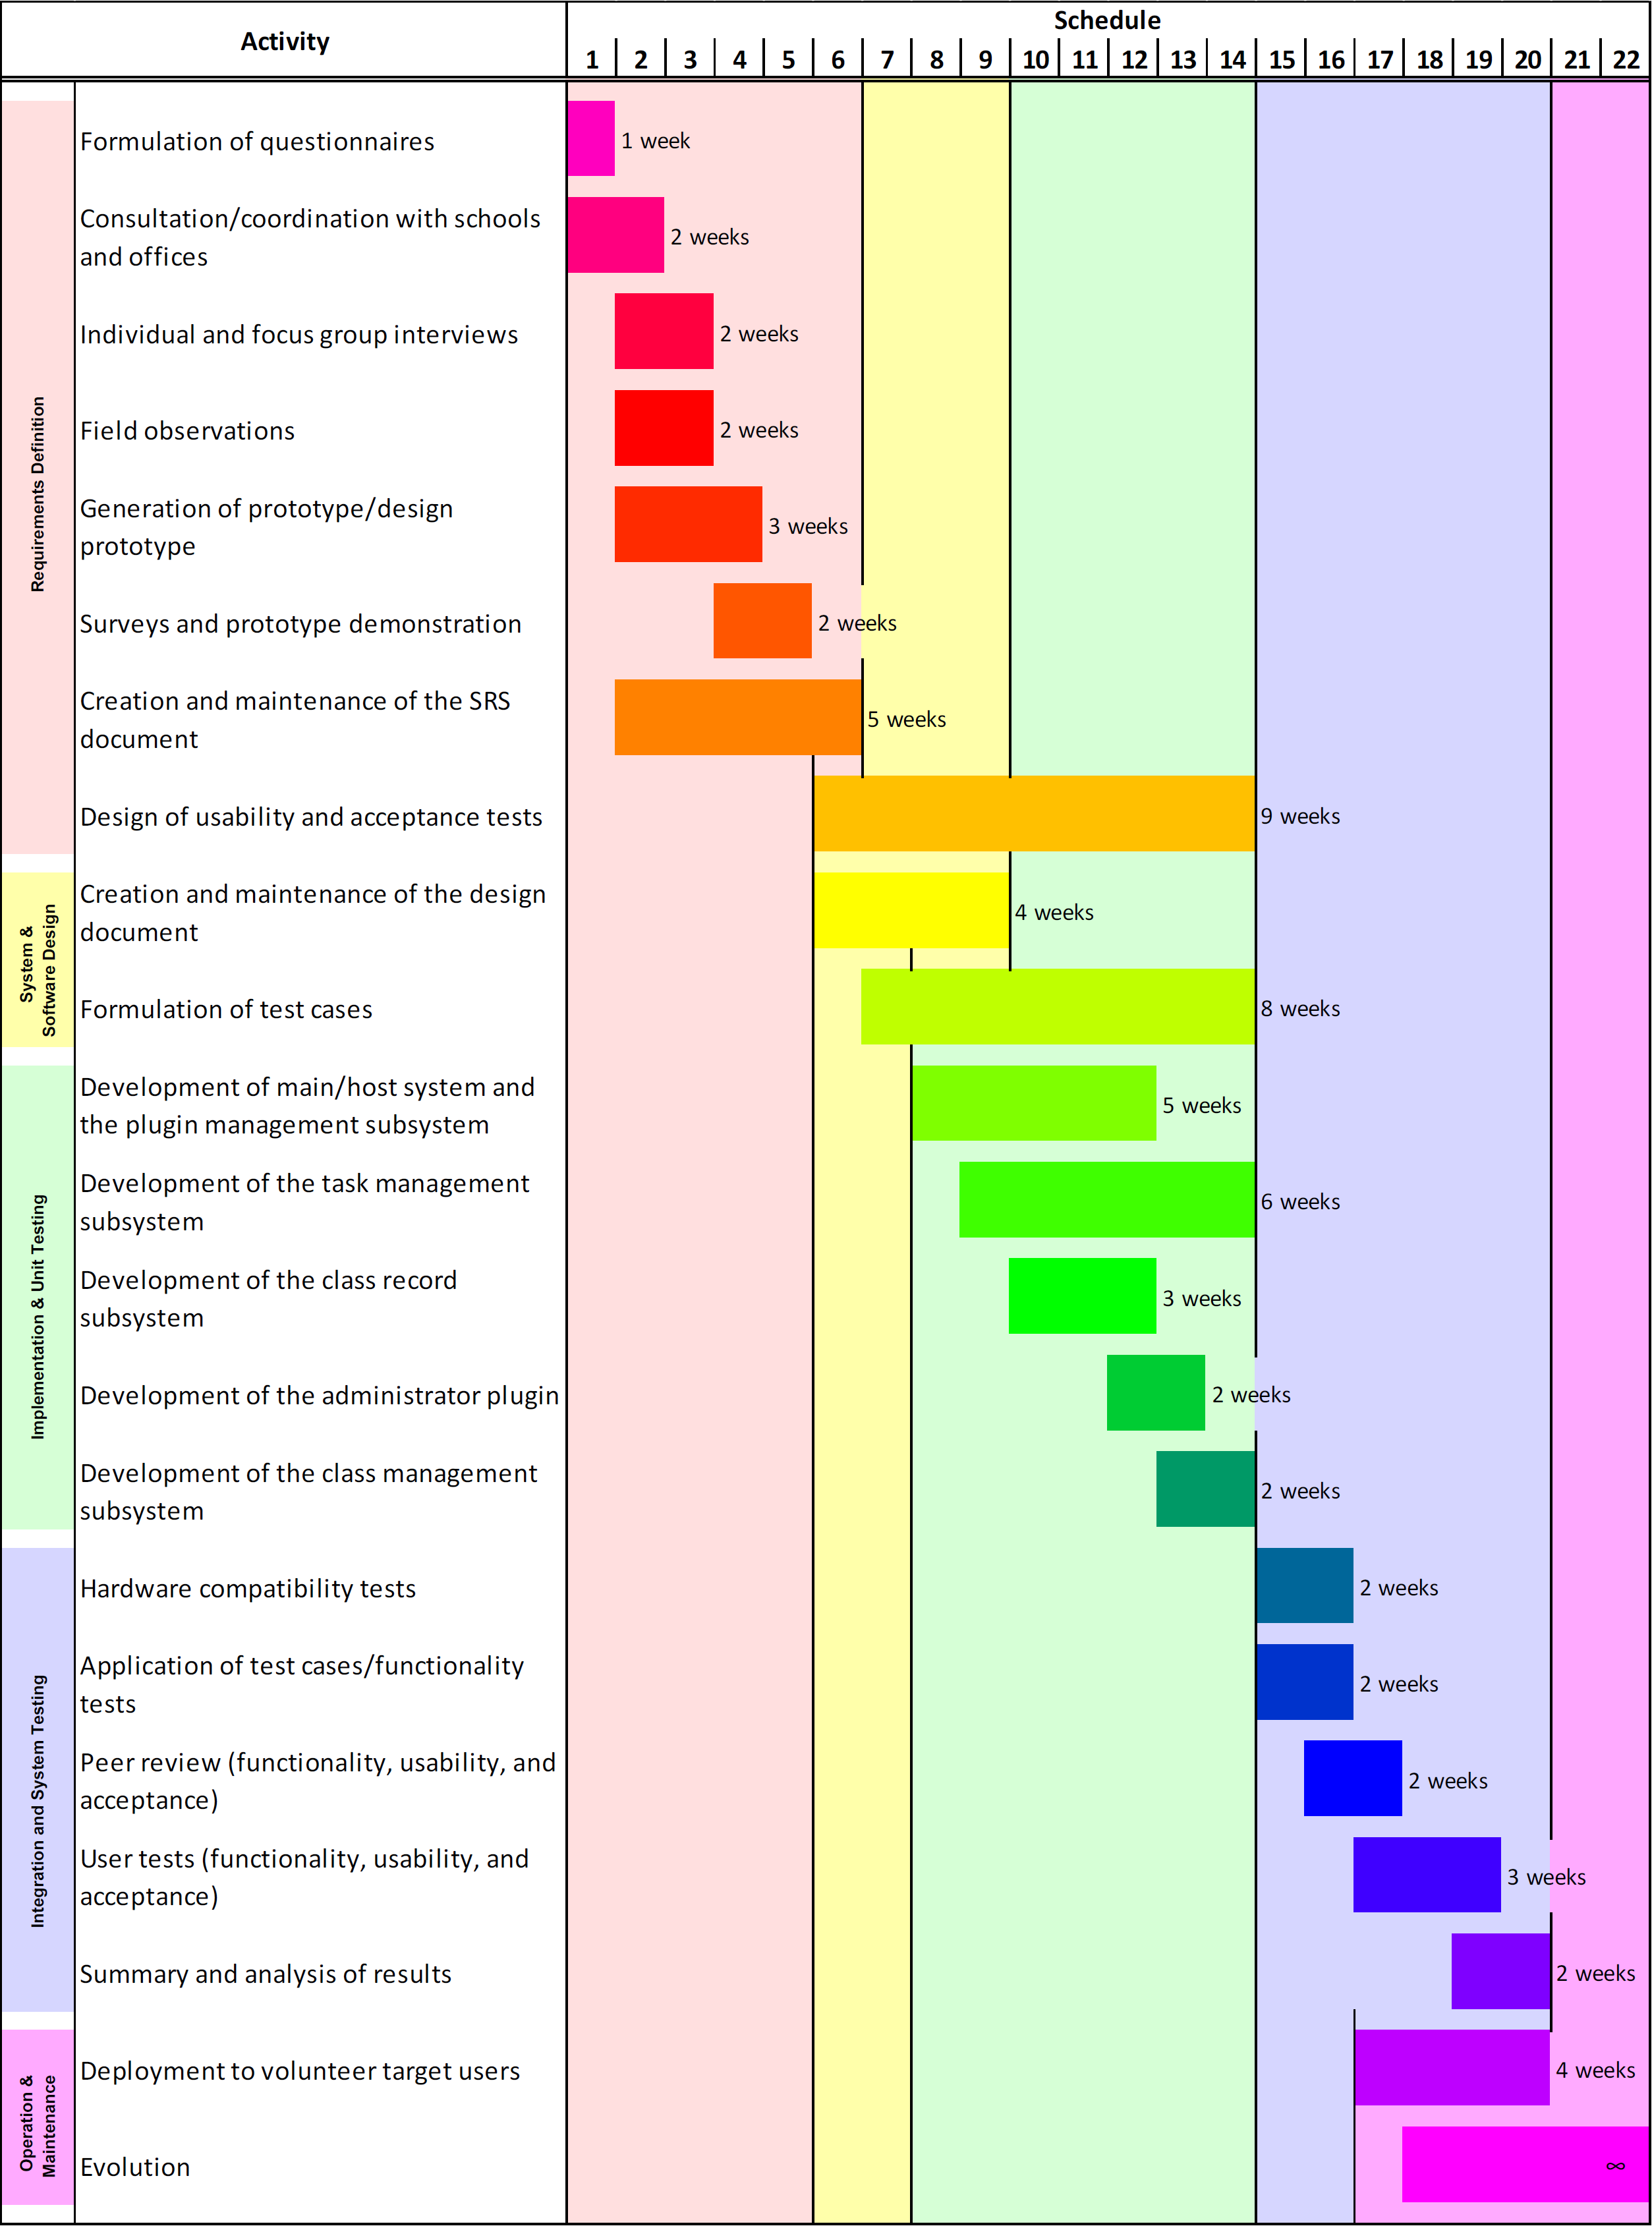 Activity
Schedule
1 2 3 4 5 6 7 8 9 10 11 12 13 14 15 16 17 18 19 20 21 22
Requirements Definition
Formulation of questionnaires
1 week
Consultation/coordination with schools
and offices
2 weeks
Individual and focus group interviews
2 weeks
Field observations
2 weeks
Generation of prototype/design
prototype
3 weeks
Surveys and prototype demonstration
2 weeks
Creation and maintenance of the SRS
document
5 weeks
Design of usability and acceptance tests
9 weeks
System &
Software Design
Creation and maintenance of the design
document
4 weeks
Formulation of test cases
8 weeks
Implementation & Unit Testing
Development of main/host system and
the plugin management subsystem
5 weeks
Development of the task management
subsystem
6 weeks
Development of the class record
subsystem
3 weeks
Development of the administrator plugin
2 weeks
Development of the class management
subsystem
2 weeks
Integration and System Testing
Hardware compatibility tests
2 weeks
Application of test cases/functionality
tests
2 weeks
Peer review (functionality, usability, and
acceptance)
2 weeks
User tests (functionality, usability, and
acceptance)
3 weeks
Summary and analysis of results
2 weeks
Operation &
Maintenance
Deployment to volunteer target users
4 weeks
Evolution
∞